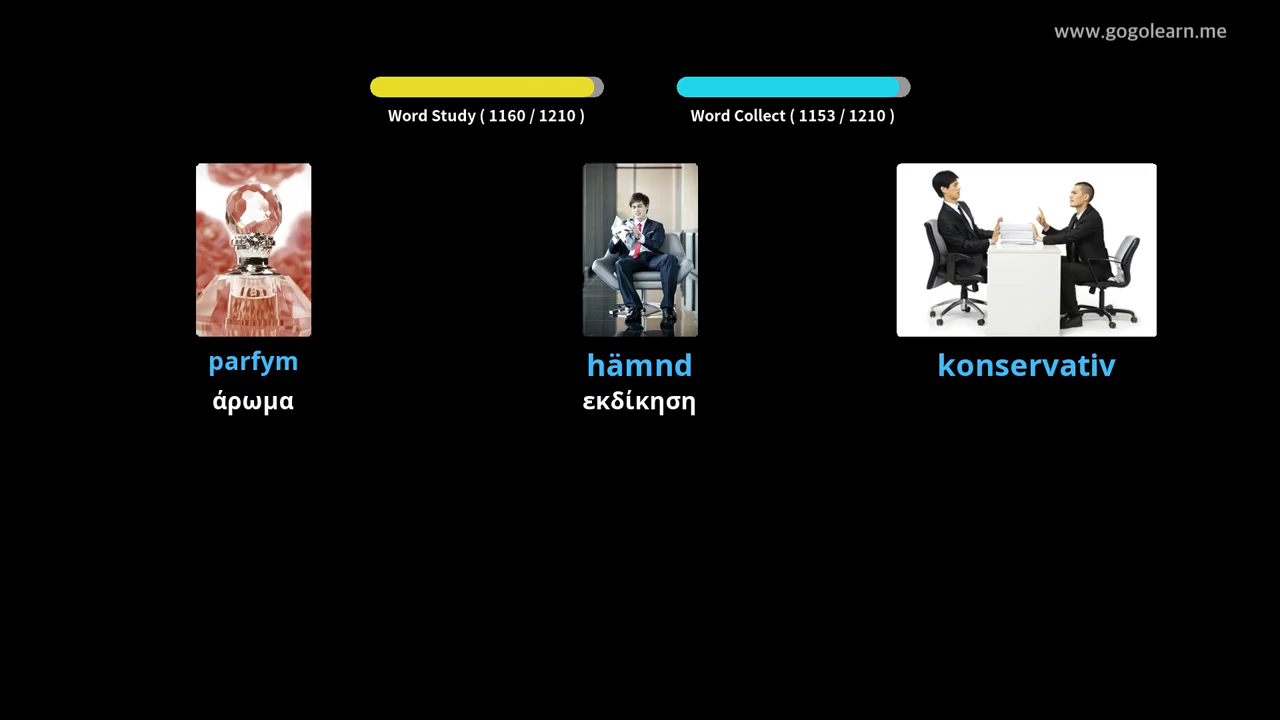 www.gogolearn.me
Word Study ( 1160 / 1210 )
Word Collect ( 1153 / 1210 )
parfym
hämnd
konservativ
άρωμα
εκδίκηση